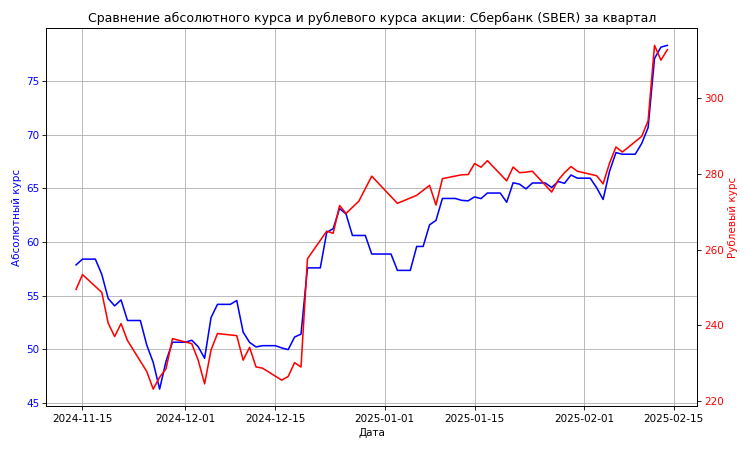 Сравнение абсолютного курса и рублевого курса акции: Сбербанк (SBER) за квартал
Абсолютный курс
75
70
65
60
55
50
45
300
280
260
240
220
Рублевый курс
2024-11-15 2024-12-01 2024-12-15 2025-01-01 2025-01-15 2025-02-01 2025-02-15
Дата